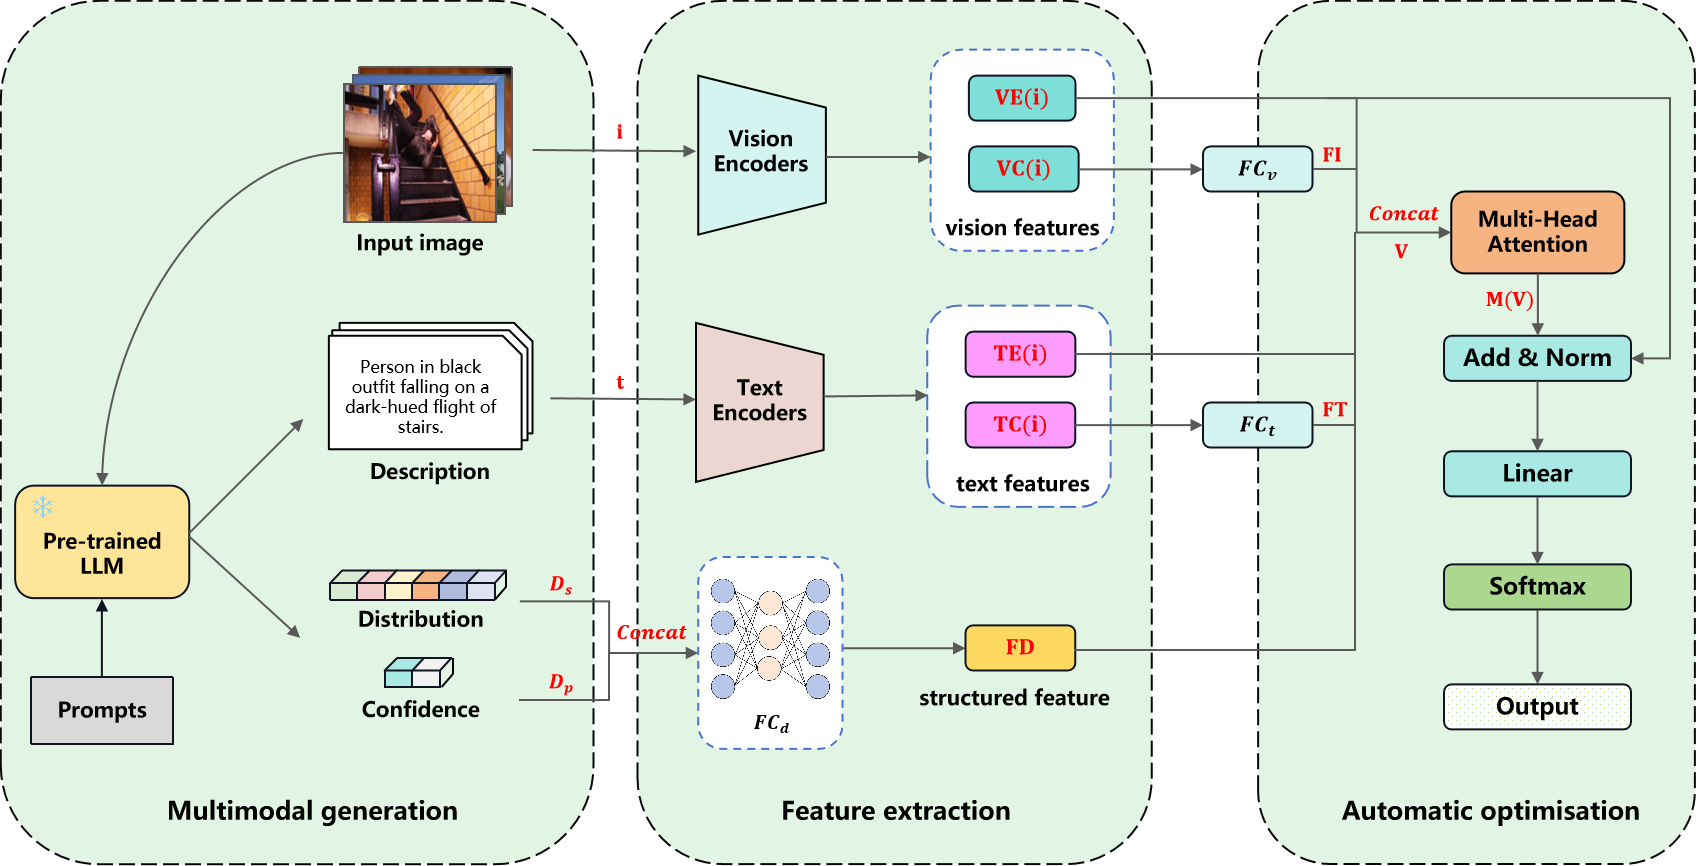 Input image
Person in black
outfit falling on a
dark-hued flight of
stairs.
Description
Pre-trained
LLM
Prompts
Distribution
Confidence
Multimodal generation
i
t
D_s
Concat
D_p
Vision
Encoders
VE(i)
VC(i)
vision features
Text
Encoders
TE(i)
TC(i)
text features
FC_d
FD
structured feature
Feature extraction
FC_v
FI
FC_t
FT
Concat
V
Multi-Head
Attention
M(V)
Add & Norm
Linear
Softmax
Output
Automatic optimisation